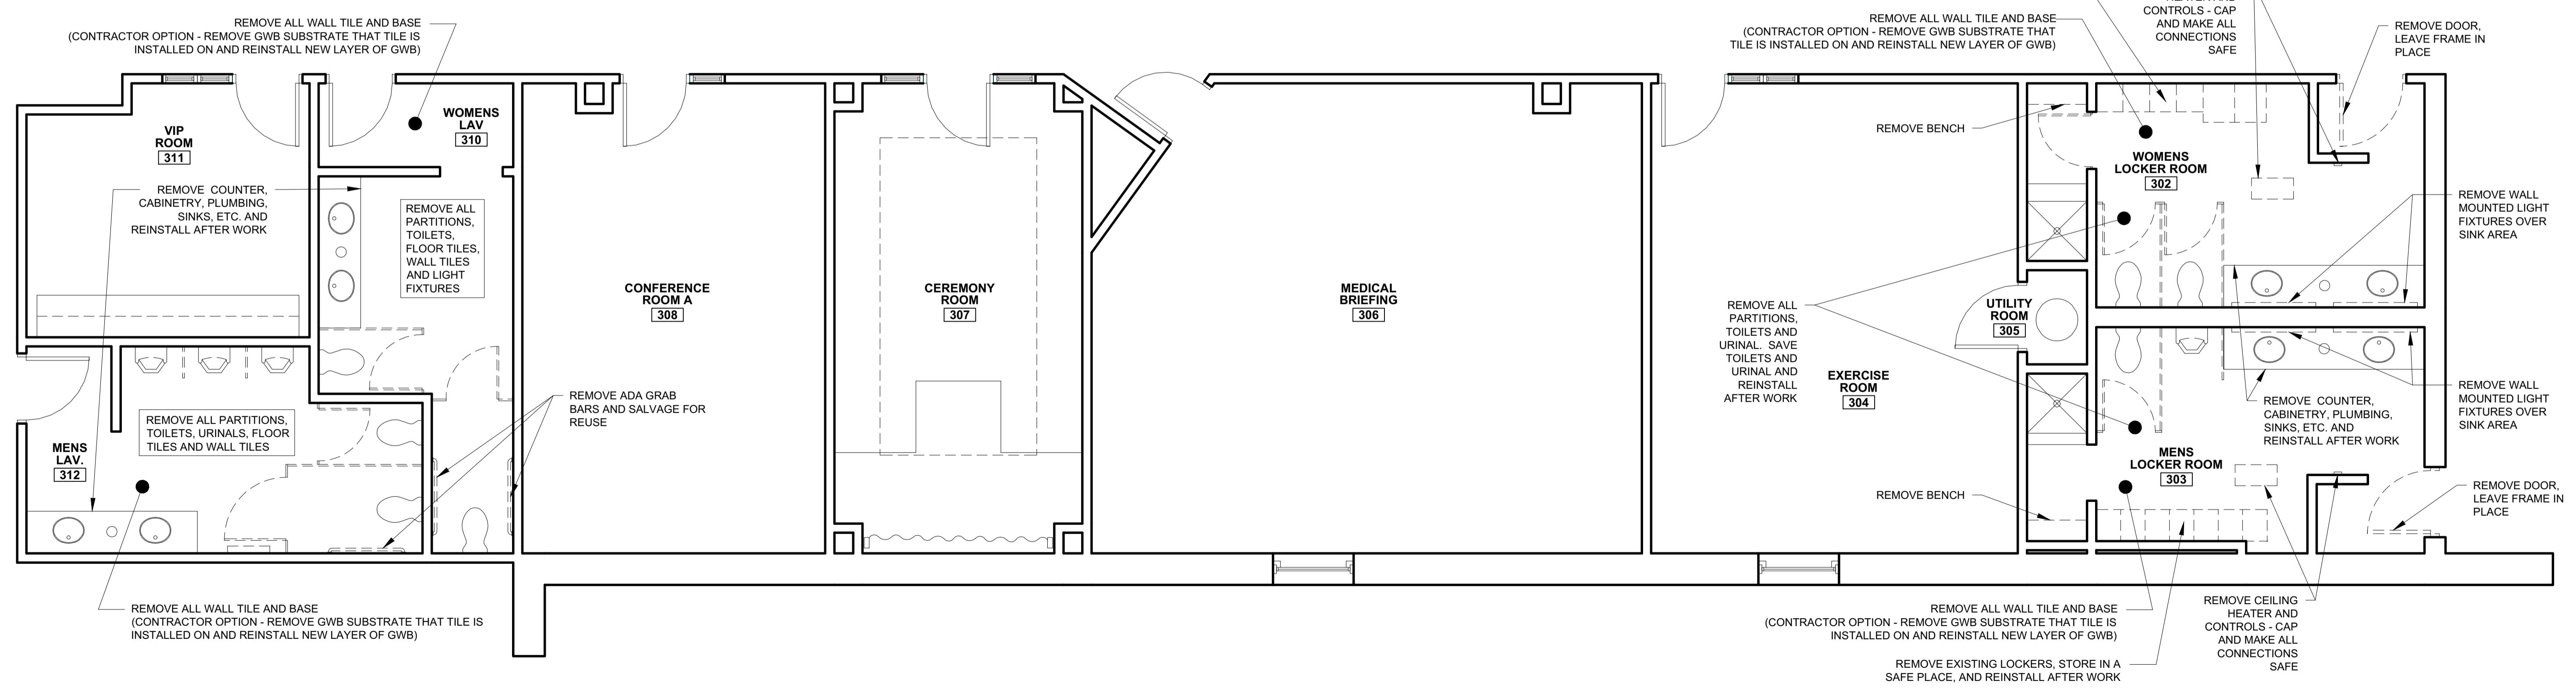 REMOVE ALL WALL TILE AND BASE
(CONTRACTOR OPTION - REMOVE GWB SUBSTRATE THAT TILE IS
INSTALLED ON AND REINSTALL NEW LAYER OF GWB)
REMOVE ALL WALL TILE AND BASE
(CONTRACTOR OPTION - REMOVE GWB SUBSTRATE THAT
TILE IS INSTALLED ON AND REINSTALL NEW LAYER OF GWB)
HEATER AND
CONTROLS - CAP
AND MAKE ALL
CONNECTIONS
SAFE
REMOVE DOOR,
LEAVE FRAME IN
PLACE
VIP
ROOM
311
WOMENS
LAV
310
REMOVE COUNTER,
CABINETRY, PLUMBING,
SINKS, ETC. AND
REINSTALL AFTER WORK
REMOVE ALL
PARTITIONS,
TOILETS,
FLOOR TILES,
WALL TILES
AND LIGHT
FIXTURES
CONFERENCE
ROOM A
308
CEREMONY
ROOM
307
MEDICAL
BRIEFING
306
REMOVE BENCH
WOMENS
LOCKER ROOM
302
REMOVE WALL
MOUNTED LIGHT
FIXTURES OVER
SINK AREA
REMOVE ALL
PARTITIONS,
TOILETS AND
URINAL. SAVE
TOILETS AND
URINAL AND
REINSTALL
AFTER WORK
UTILITY
ROOM
305
EXERCISE
ROOM
304
REMOVE WALL
MOUNTED LIGHT
FIXTURES OVER
SINK AREA
REMOVE COUNTER,
CABINETRY, PLUMBING,
SINKS, ETC. AND
REINSTALL AFTER WORK
REMOVE ADA GRAB
BARS AND SALVAGE FOR
REUSE
REMOVE ALL PARTITIONS,
TOILETS, URINALS, FLOOR
TILES AND WALL TILES
MENS
LAV.
312
MENS
LOCKER ROOM
303
REMOVE BENCH
REMOVE DOOR,
LEAVE FRAME IN
PLACE
REMOVE ALL WALL TILE AND BASE
(CONTRACTOR OPTION - REMOVE GWB SUBSTRATE THAT TILE IS
INSTALLED ON AND REINSTALL NEW LAYER OF GWB)
REMOVE ALL WALL TILE AND BASE
(CONTRACTOR OPTION - REMOVE GWB SUBSTRATE THAT TILE IS
INSTALLED ON AND REINSTALL NEW LAYER OF GWB)
REMOVE EXISTING LOCKERS, STORE IN A
SAFE PLACE, AND REINSTALL AFTER WORK
REMOVE CEILING
HEATER AND
CONTROLS - CAP
AND MAKE ALL
CONNECTIONS
SAFE